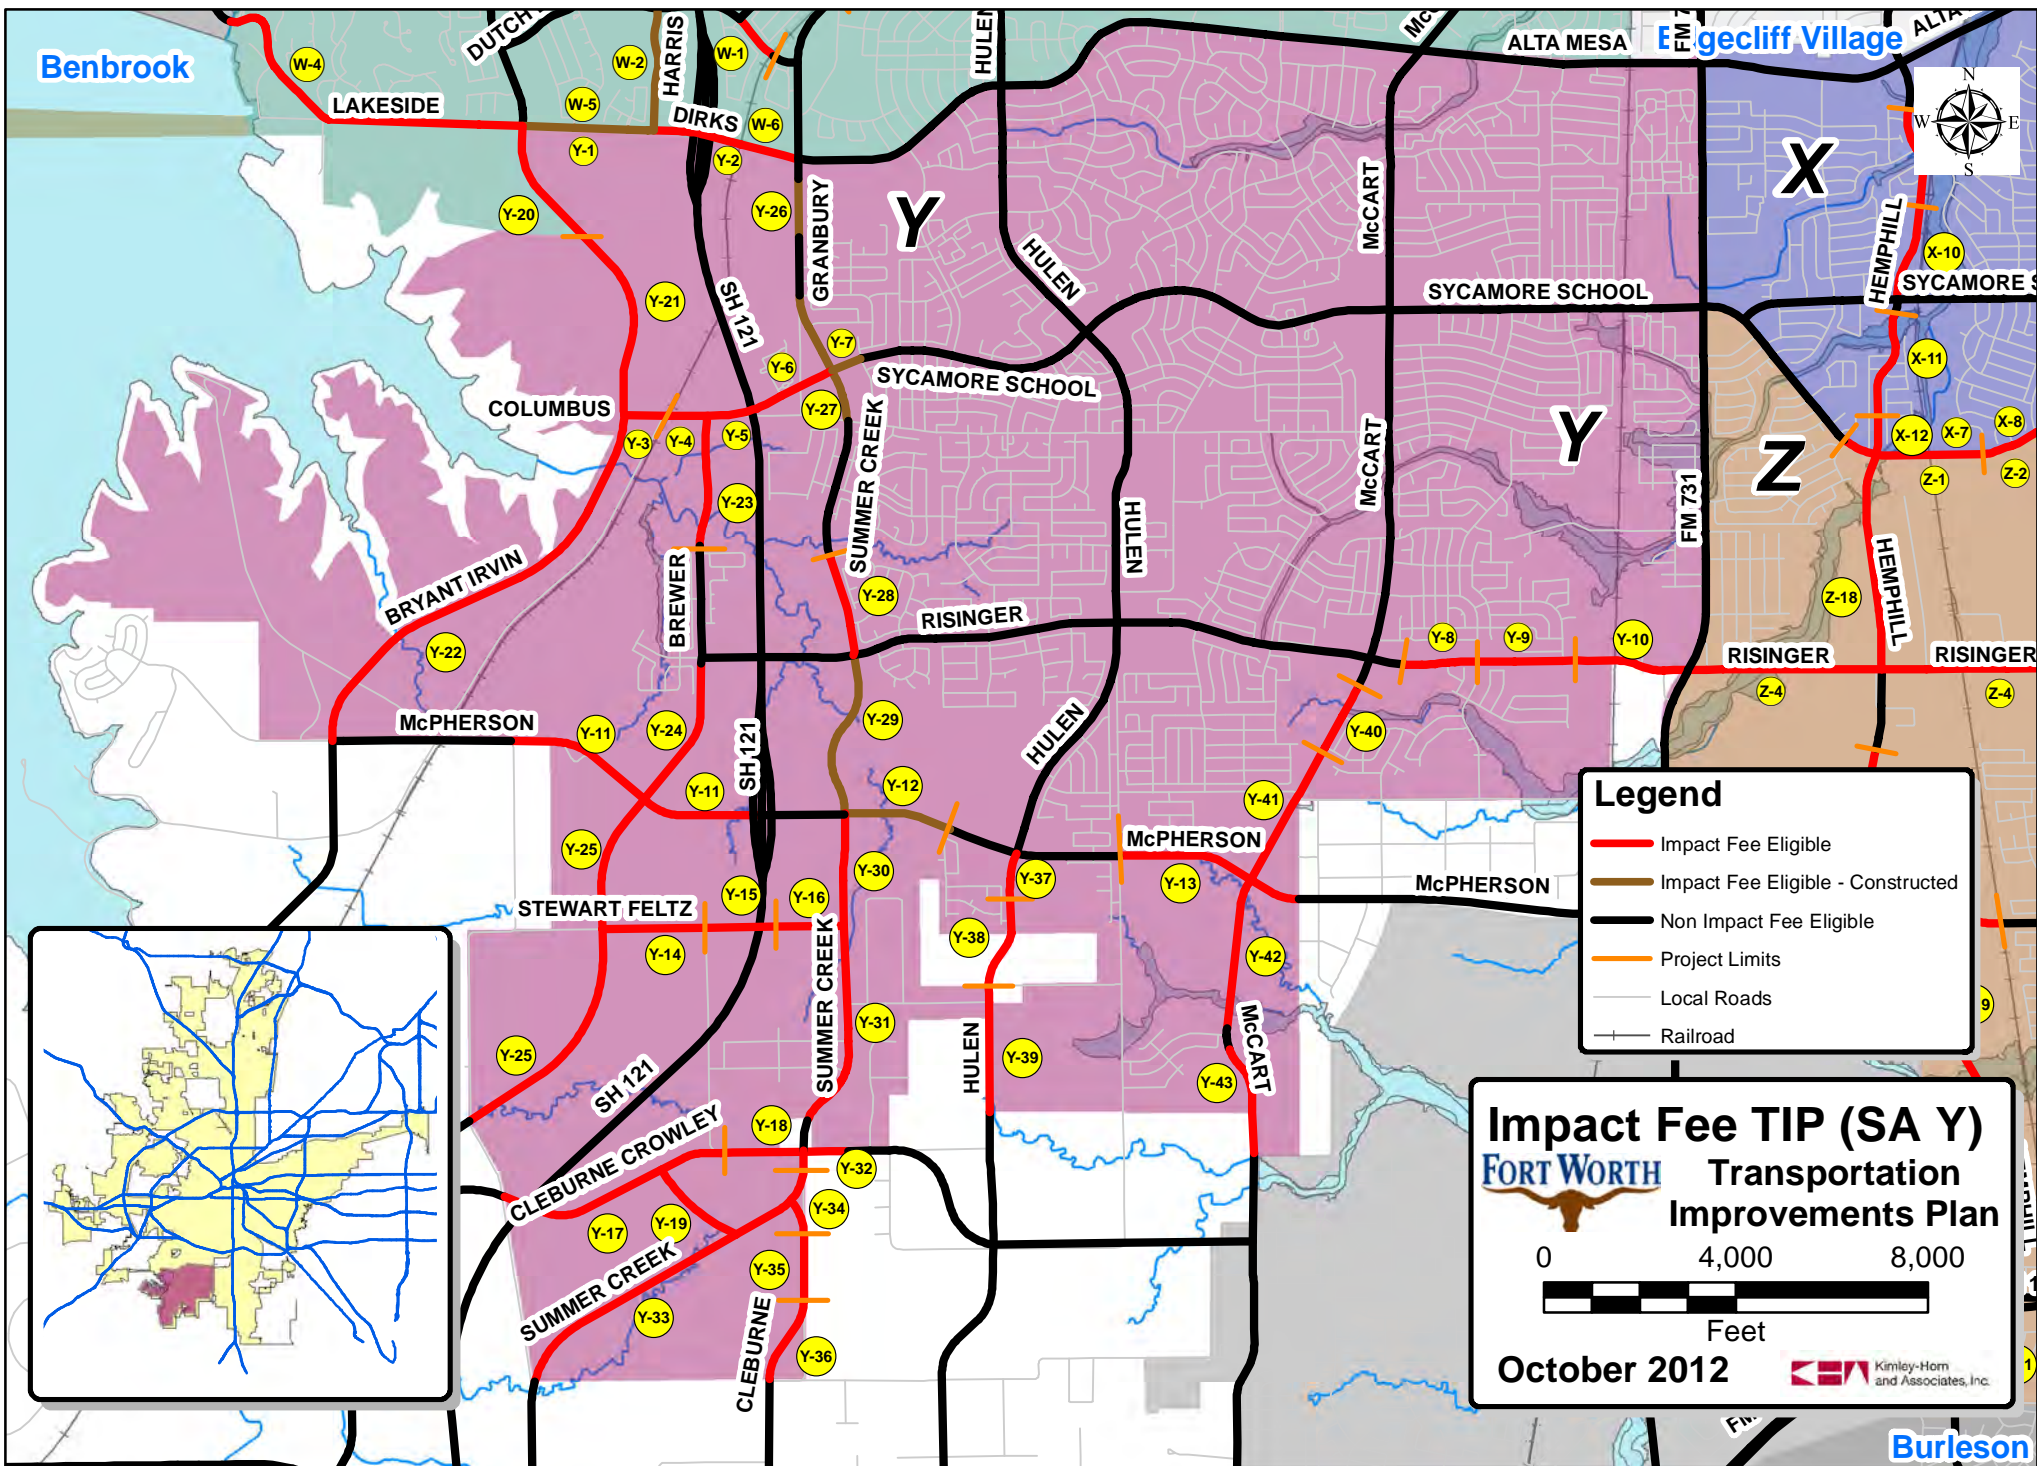 Benbrook
Edgecliff Village
ALTA MESA
HULEN
HARRIS
LAKESIDE
DIRKS
W-4
W-2
W-1
W-5
W-6
Y-1
Y-2
Y-20
Y-26
GRANBURY
Y
McCART
X
N
W
E
S
HEMPHILL
X-10
HULEN
SYCAMORE SCHOOL
Y-21
SH 121
Y-7
Y-6
SYCAMORE SCHOOL
X-11
COLUMBUS
Y-27
Y-3
Y-4
Y-5
SUMMER CREEK
McCART
Y
Z
X-12
X-7
X-8
Z-1
Z-2
Y-23
HULEN
FM 731
BRYANT IRVIN
BREWER
Y-28
RISINGER
HEMPHILL
Z-18
Y-22
Y-8
Y-9
Y-10
RISINGER
RISINGER
Z-4
Z-4
McPHERSON
Y-11
Y-24
SH 121
Y-29
HULEN
Y-40
Y-11
Y-12
Y-41
McPHERSON
Y-25
Y-30
Y-37
Y-13
McPHERSON
Y-15
Y-16
STEWART FELTZ
Y-14
SUMMER CREEK
Y-38
Y-42
Y-31
HULEN
Y-39
McCART
Y-43
Y-25
SH 121
Y-18
CLEBURNE CROWLEY
Y-32
Y-34
Y-17
Y-19
SUMMER CREEK
Y-35
Y-33
CLEBURNE
Y-36
Legend
Impact Fee Eligible
Impact Fee Eligible - Constructed
Non Impact Fee Eligible
Project Limits
Local Roads
Railroad
Impact Fee TIP (SA Y)
FORT WORTH
Transportation
Improvements Plan
0 4,000 8,000
Feet
October 2012
Kimley-Horn
and Associates, Inc.
Burleson